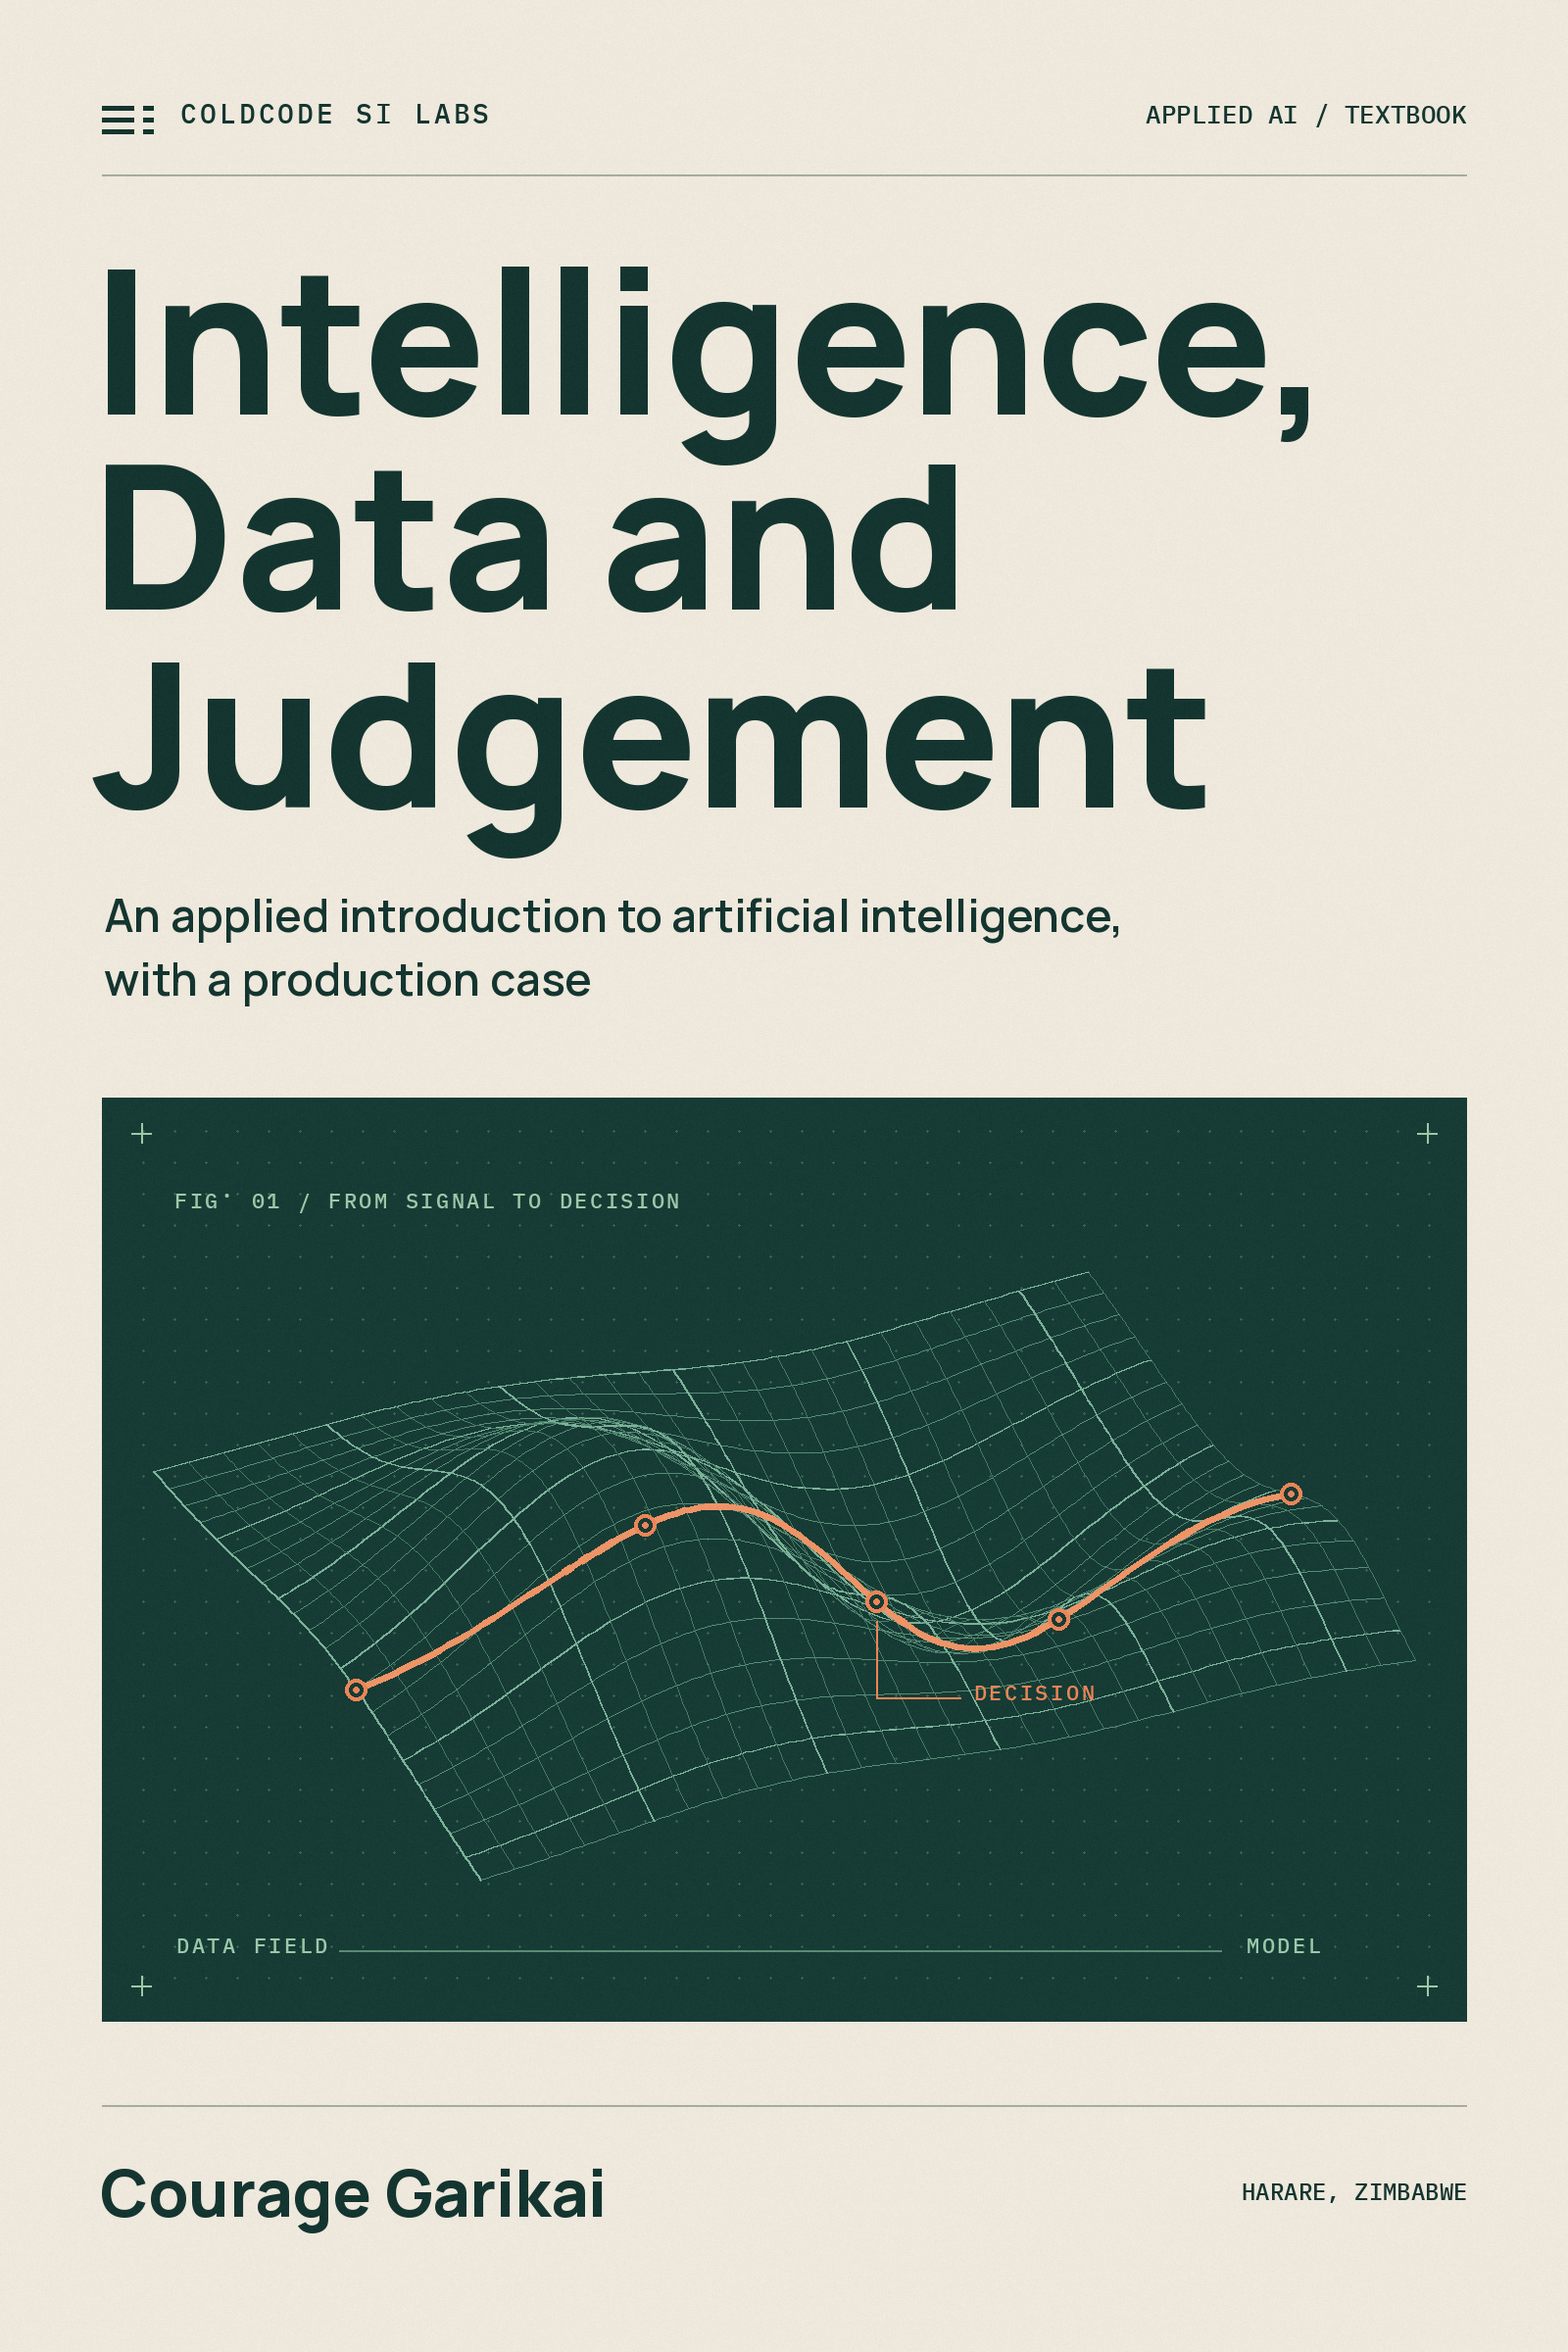 COLDCODE SI LABS
APPLIED AI / TEXTBOOK
Intelligence,
Data and
Judgement
An applied introduction to artificial intelligence,
with a production case
FIG˙ 01 / FROM SIGNAL TO DECISION
DECISION
DATA FIELD
MODEL
Courage Garikai
HARARE, ZIMBABWE